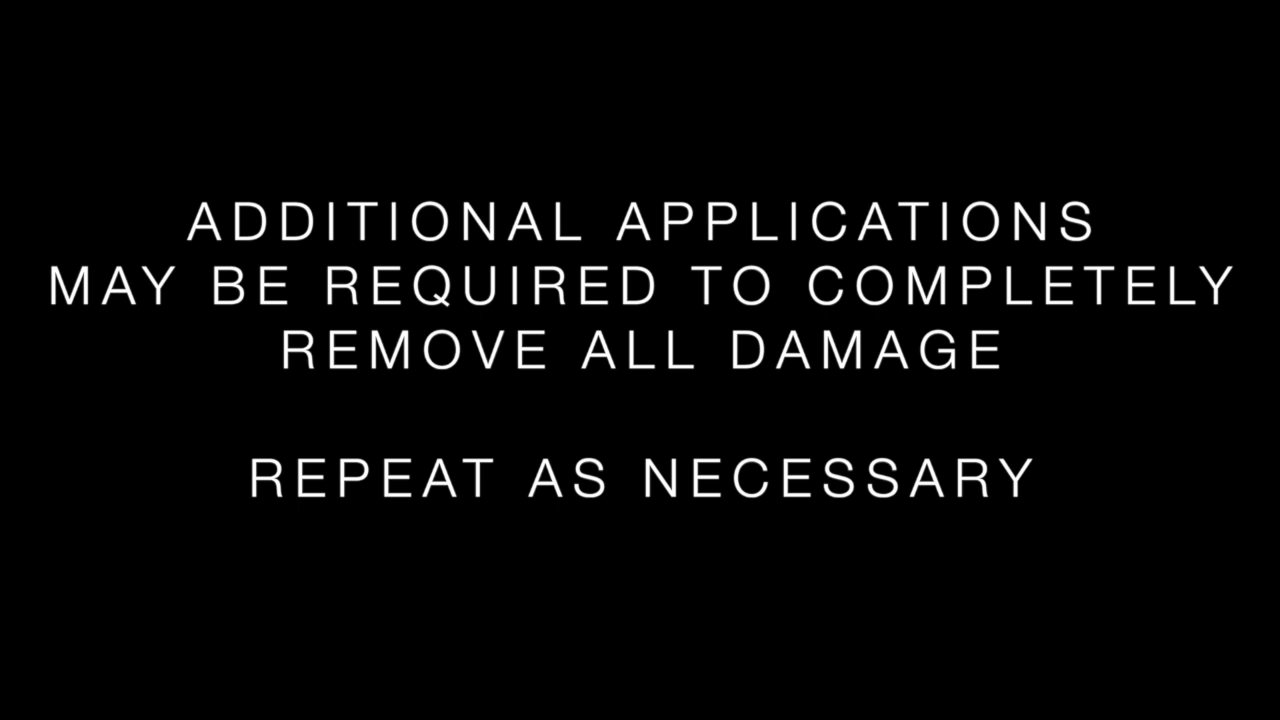 ADDITIONAL APPLICATIONS
MAY BE REQUIRED TO COMPLETELY
REMOVE ALL DAMAGE
REPEAT AS NECESSARY